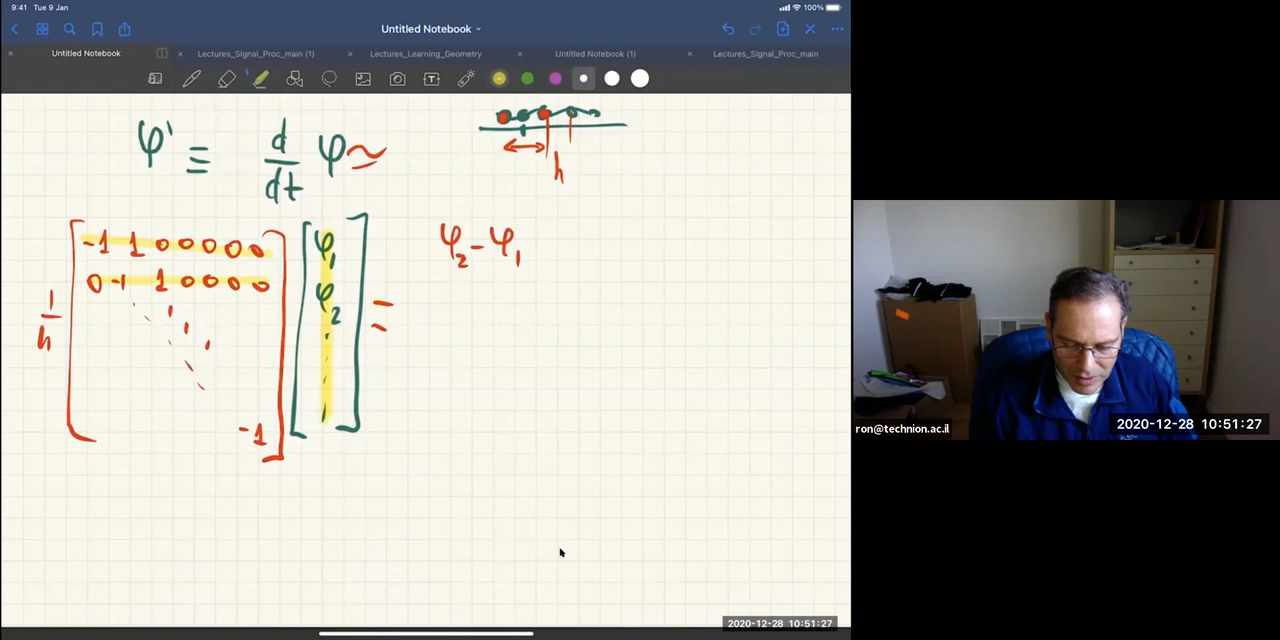 9:41 Tue 9 Jan
100%
Untitled Notebook
Untitled Notebook
Lectures_SIgnal_Proc_main (1)
Lectures_Learning_Geometry
Untitled Notebook (1)
Lectures_SIgnal_Proc_main
φ' ≡ d/dt φ ≃
h
1/h [ -1 1 0 0 0 0 0 ] [ φ1 ] = φ2 - φ1
0 -1 1 0 0 0 0 φ2
-1
ron@technion.ac.il
2020-12-28 10:51:27
2020-12-28 10:51:27